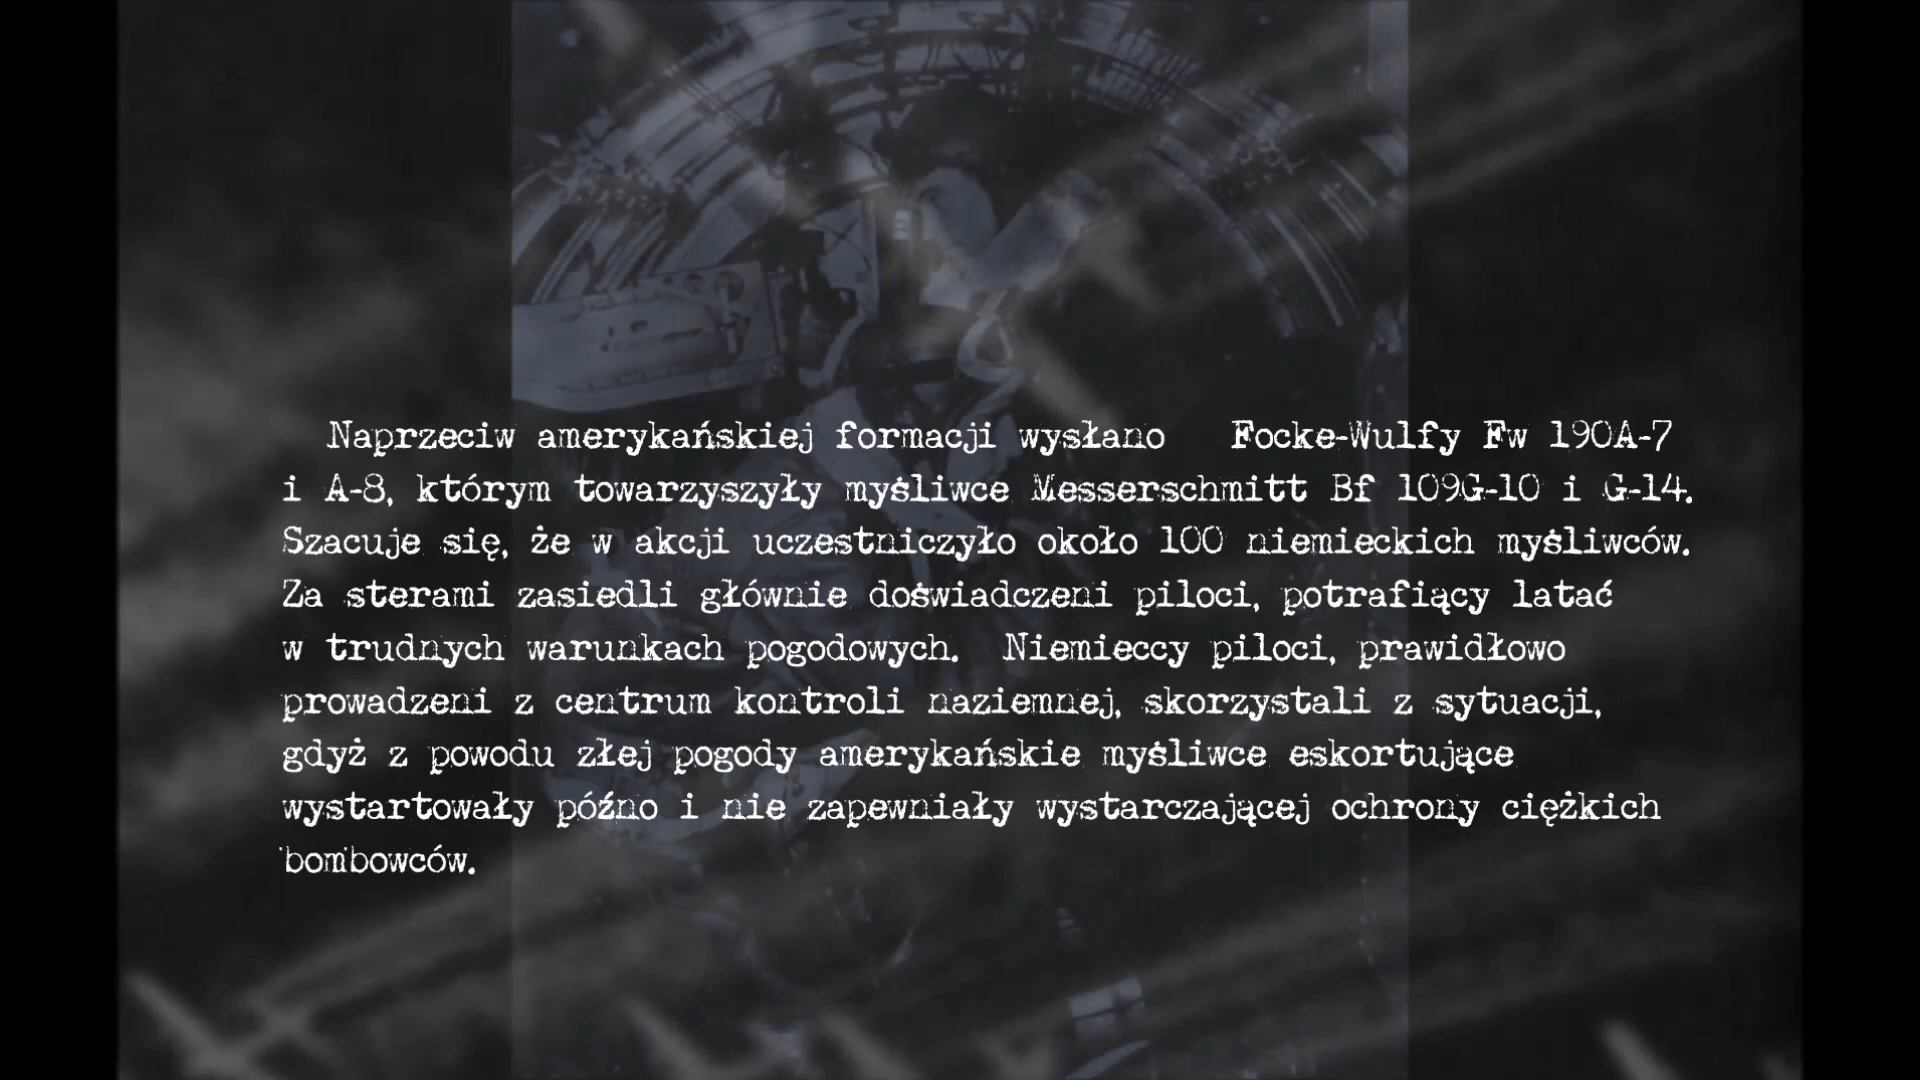 Naprzeciw amerykańskiej formacji wysłano Focke-Wulfy Fw 190A-7
i A-8, którym towarzyszyły myśliwce Messerschmitt Bf 109G-10 i G-14.
Szacuje się, że w akcji uczestniczyło około 100 niemieckich myśliwców.
Za sterami zasiedli głównie doświadczeni piloci, potrafiący latać
w trudnych warunkach pogodowych. Niemieccy piloci, prawidłowo
prowadzeni z centrum kontroli naziemnej, skorzystali z sytuacji,
gdyż z powodu złej pogody amerykańskie myśliwce eskortujące
wystartowały późno i nie zapewniały wystarczającej ochrony ciężkich
bombowców.